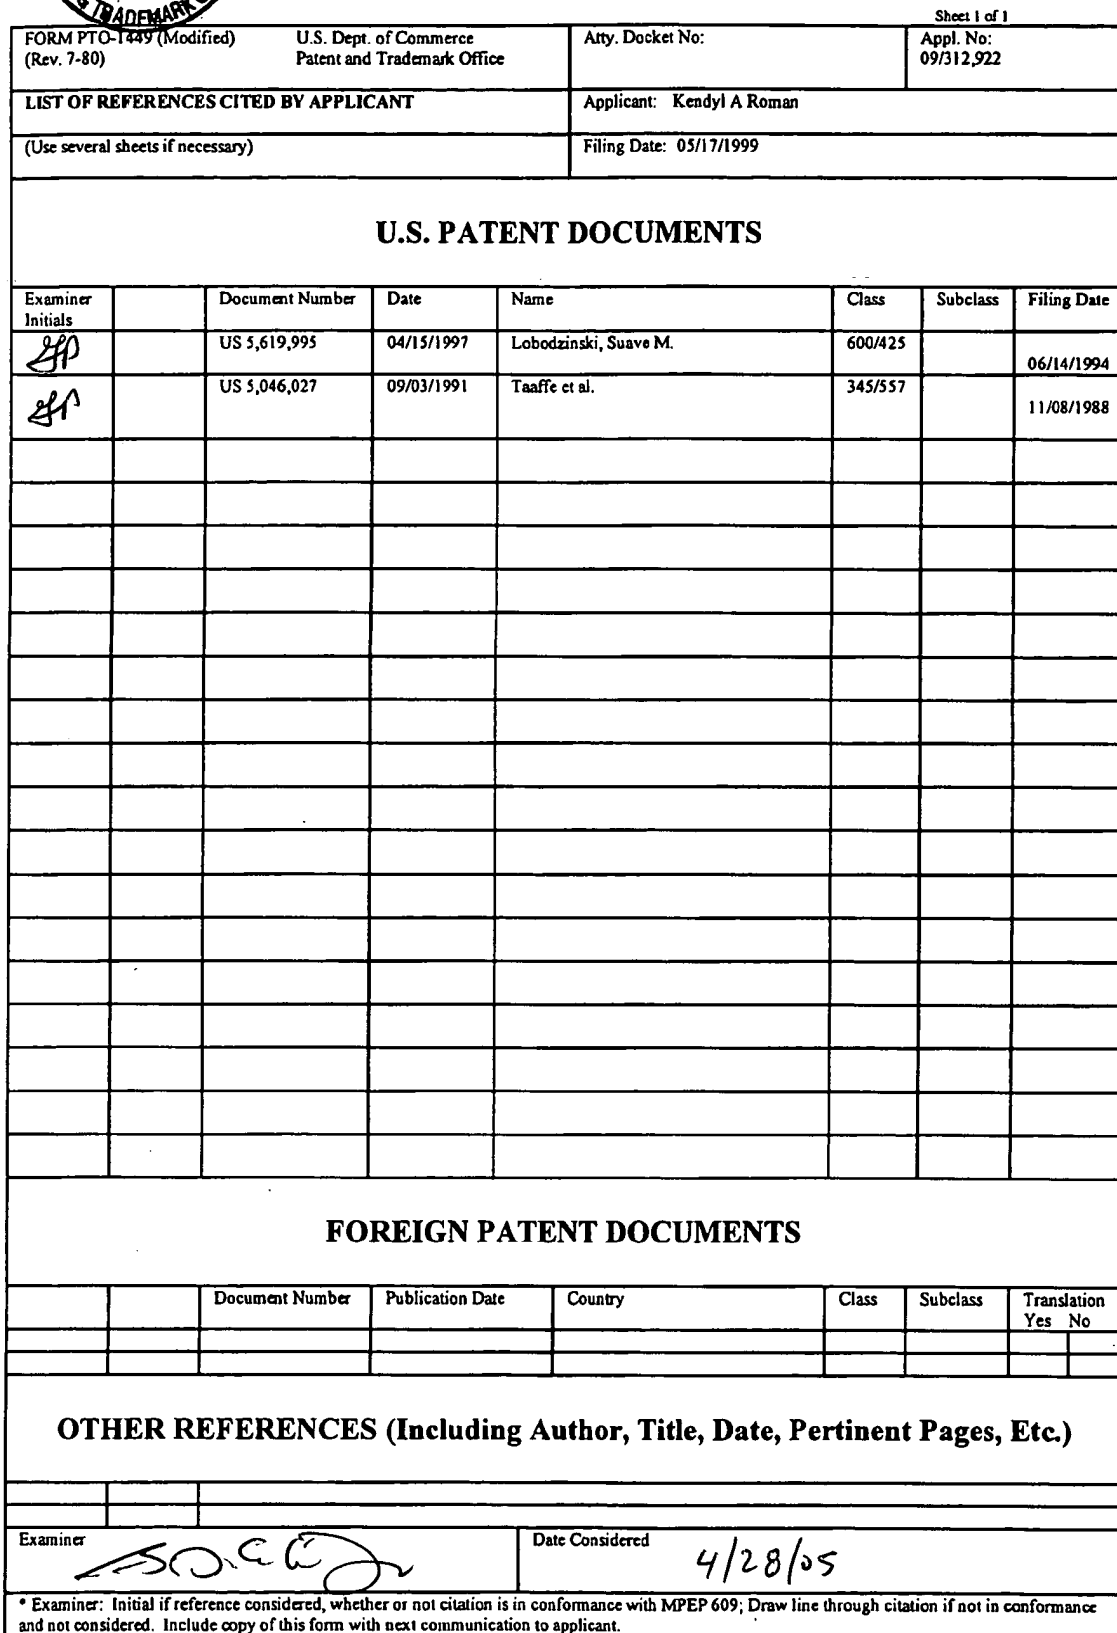 TRADEMARK
Sheet 1 of 1
FORM PTO-1449 (Modified) U.S. Dept. of Commerce Atty. Docket No: Appl. No:
(Rev. 7-80) Patent and Trademark Office 09/312,922
LIST OF REFERENCES CITED BY APPLICANT Applicant: Kendyl A Roman
(Use several sheets if necessary) Filing Date: 05/17/1999
U.S. PATENT DOCUMENTS
Examiner Document Number Date Name Class Subclass Filing Date
Initials
US 5,619,995 04/15/1997 Lobodzinski, Suave M. 600/425
06/14/1994
US 5,046,027 09/03/1991 Taaffe et al. 345/557
11/08/1988
FOREIGN PATENT DOCUMENTS
Document Number Publication Date Country Class Subclass Translation
Yes No
OTHER REFERENCES (Including Author, Title, Date, Pertinent Pages, Etc.)
Examiner Date Considered 4/28/05
* Examiner: Initial if reference considered, whether or not citation is in conformance with MPEP 609; Draw line through citation if not in conformance
and not considered. Include copy of this form with next communication to applicant.